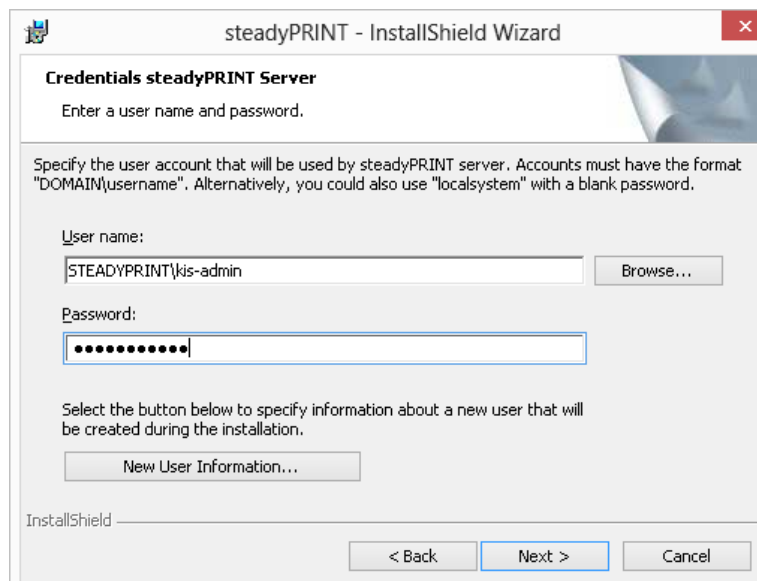 steadyPRINT - InstallShield Wizard
Credentials steadyPRINT Server
Enter a user name and password.
Specify the user account that will be used by steadyPRINT server. Accounts must have the format
"DOMAIN\username". Alternatively, you could also use "localsystem" with a blank password.
User name:
STEADYPRINT\kis-admin
Browse...
Password:
●●●●●●●●●●●
Select the button below to specify information about a new user that will
be created during the installation.
New User Information...
InstallShield
< Back
Next >
Cancel